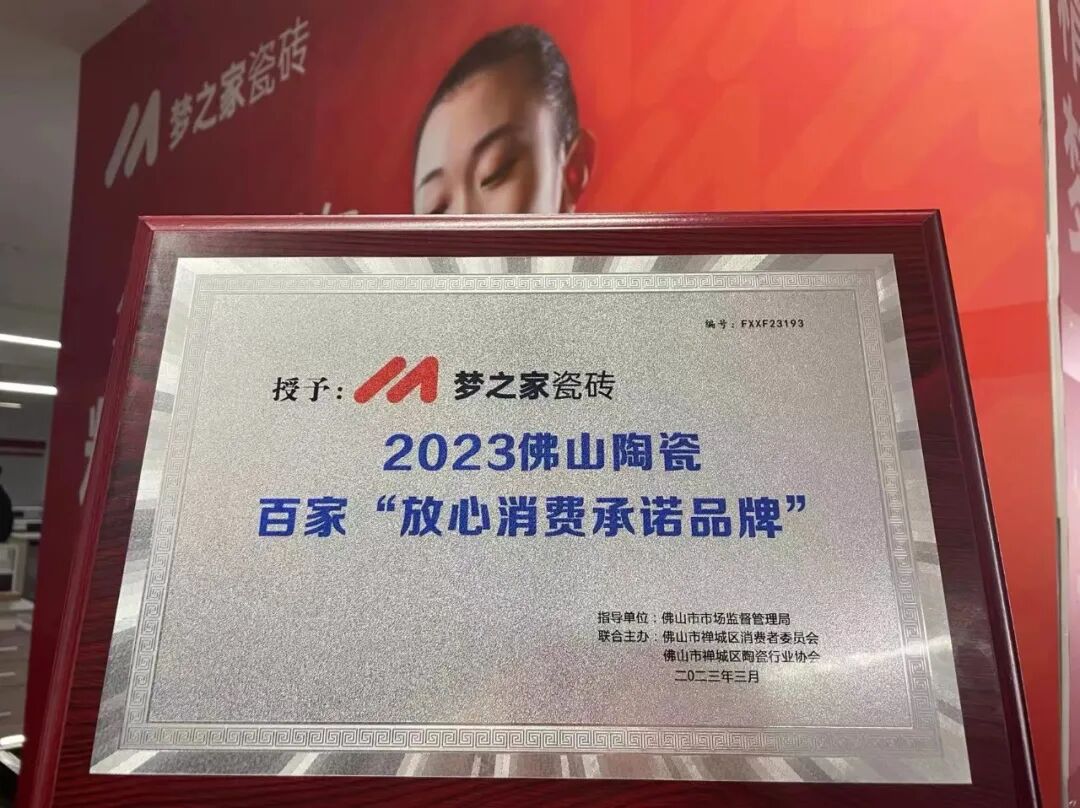 梦之家瓷砖
编号：FXXF23193
授予：梦之家瓷砖
2023佛山陶瓷
百家“放心消费承诺品牌”
指导单位：佛山市市场监督管理局
联合主办：佛山市禅城区消费者委员会
佛山市禅城区陶瓷行业协会
二〇二三年三月